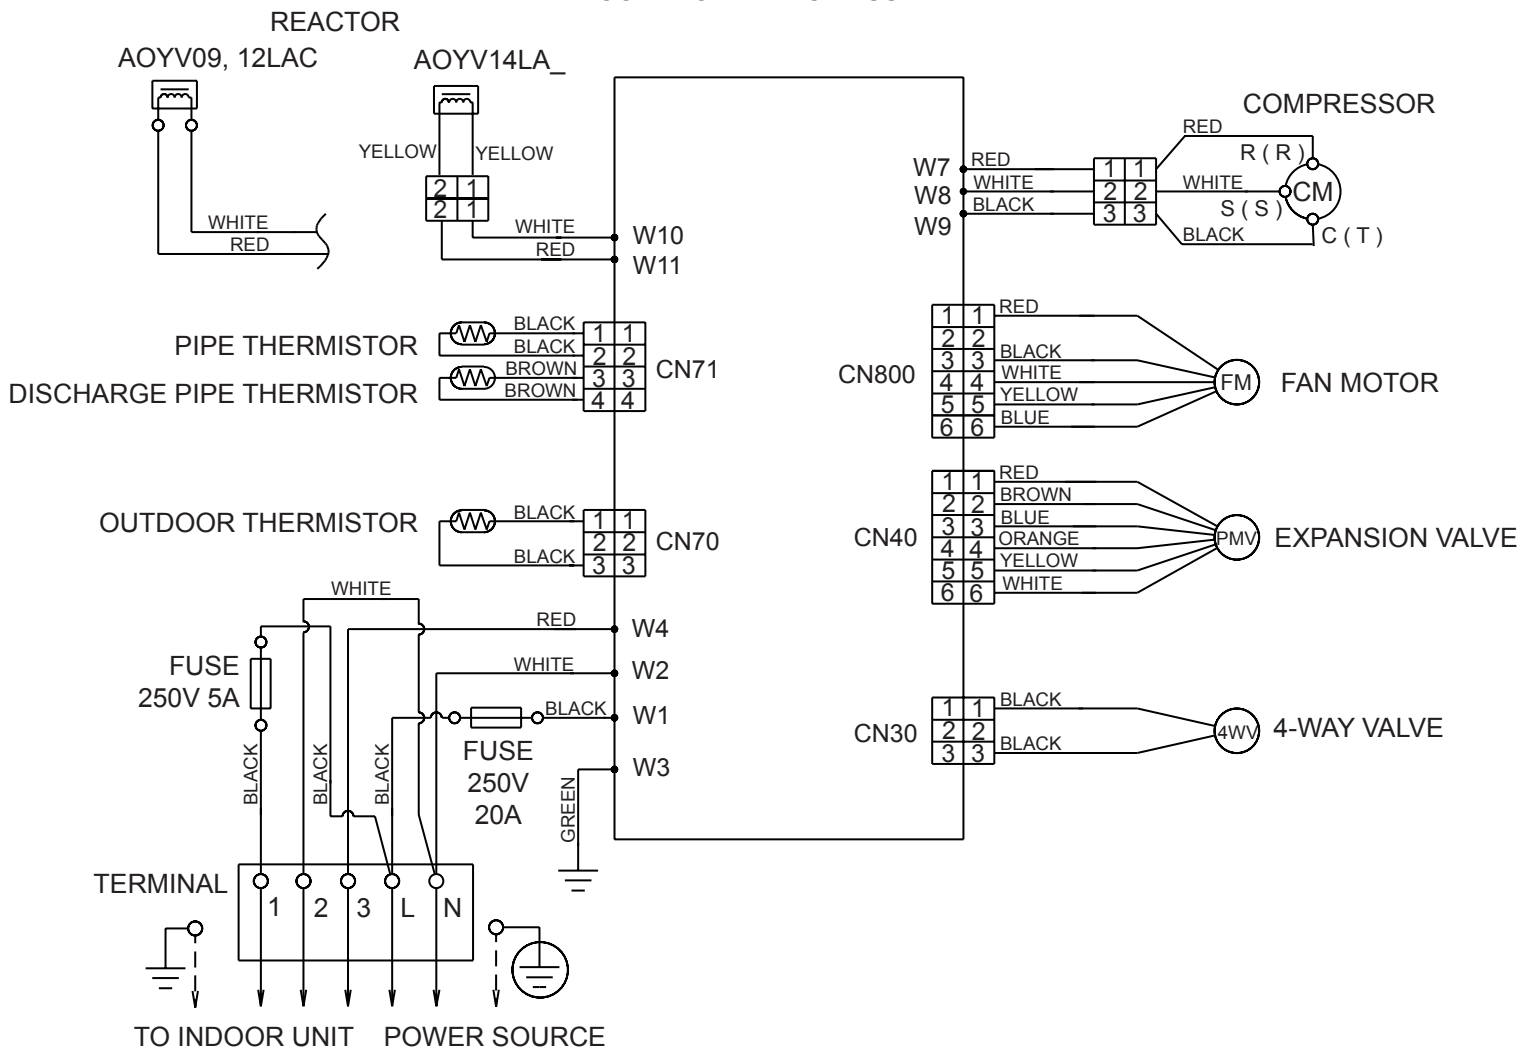 REACTOR
AOYV09, 12LAC
AOYV14LA_
YELLOW
YELLOW
2 1
2 1
WHITE
RED
WHITE
RED
W10
W11
PIPE THERMISTOR
DISCHARGE PIPE THERMISTOR
BLACK
BLACK
BROWN
BROWN
1 1
2 2
3 3
4 4
CN71
OUTDOOR THERMISTOR
BLACK
BLACK
1 1
2 2
3 3
CN70
WHITE
RED
W4
WHITE
W2
BLACK
W1
W3
FUSE
250V 5A
FUSE
250V
20A
BLACK
BLACK
BLACK
GREEN
TERMINAL
1 2 3 L N
TO INDOOR UNIT
POWER SOURCE
COMPRESSOR
W7
W8
W9
RED
WHITE
BLACK
1 1
2 2
3 3
RED
WHITE
BLACK
R ( R )
S ( S )
C ( T )
CM
CN800
1 1
2 2
3 3
4 4
5 5
6 6
RED
BLACK
WHITE
YELLOW
BLUE
FM
FAN MOTOR
CN40
1 1
2 2
3 3
4 4
5 5
6 6
RED
BROWN
BLUE
ORANGE
YELLOW
WHITE
PMV
EXPANSION VALVE
CN30
1 1
2 2
3 3
BLACK
BLACK
4WV
4-WAY VALVE